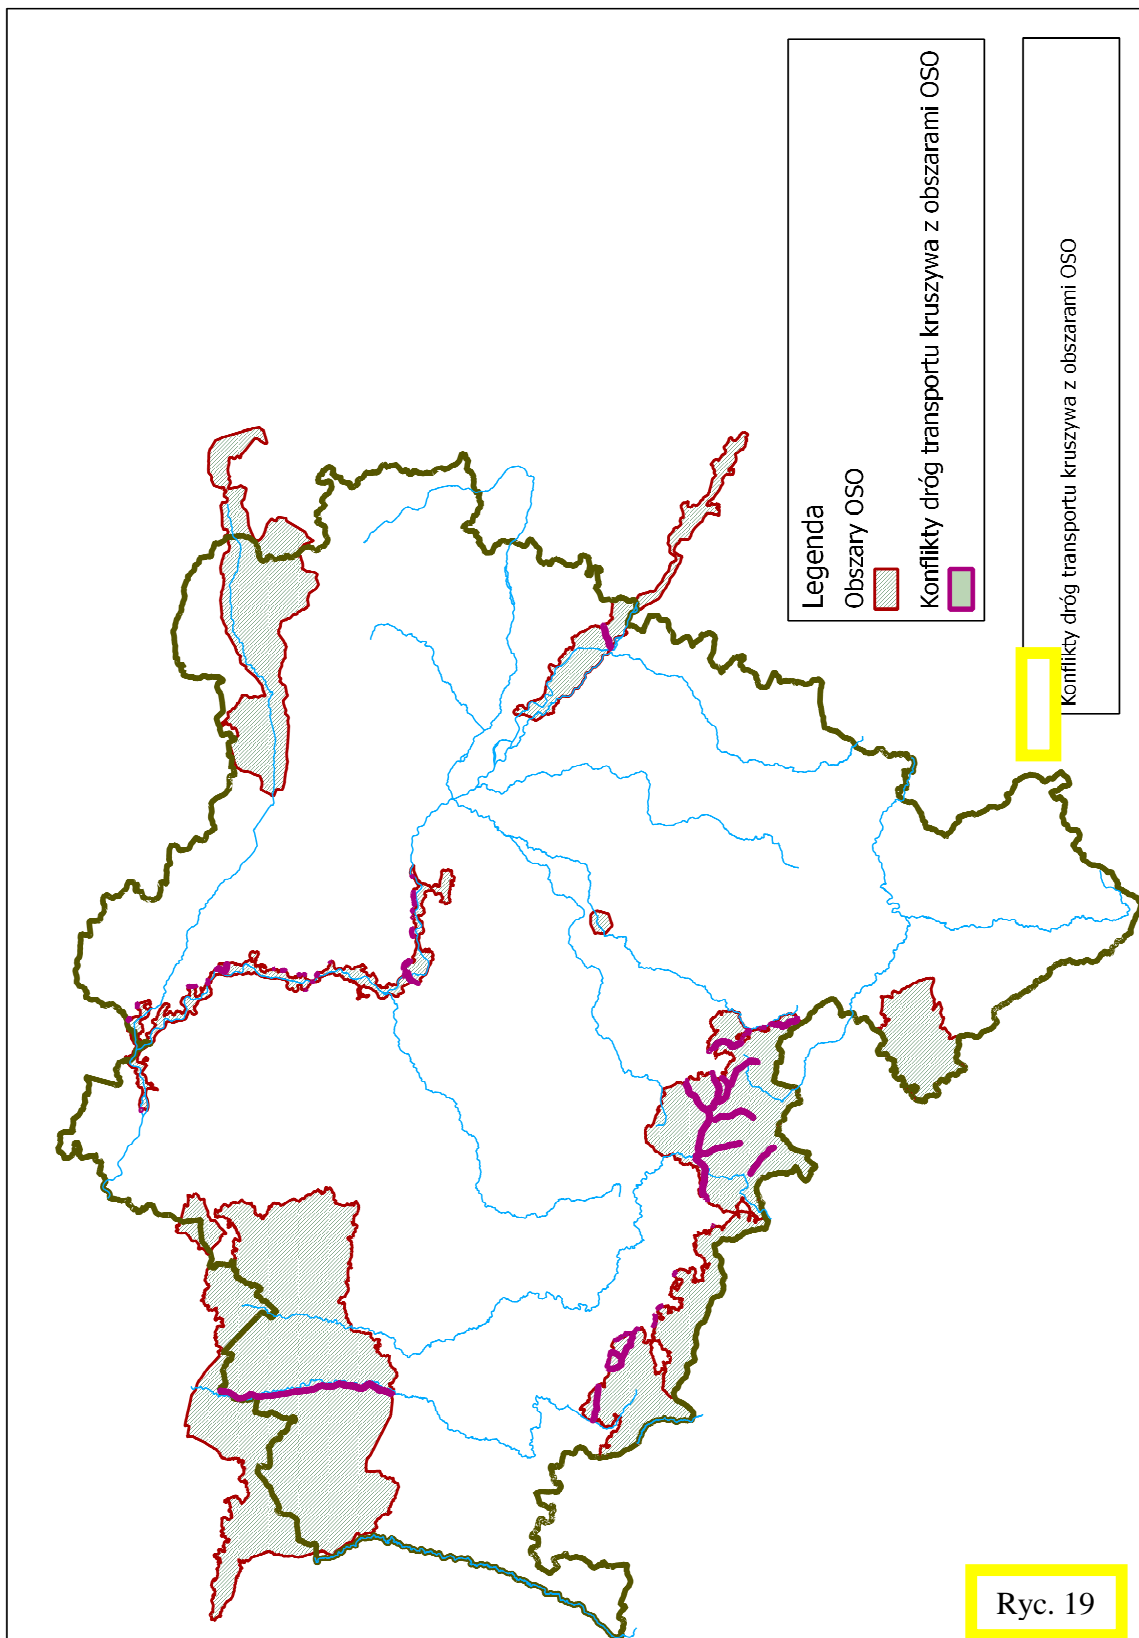 Legenda
Obszary OSO
Konflikty dróg transportu kruszywa z obszarami OSO
Konflikty dróg transportu kruszywa z obszarami OSO
Ryc. 19